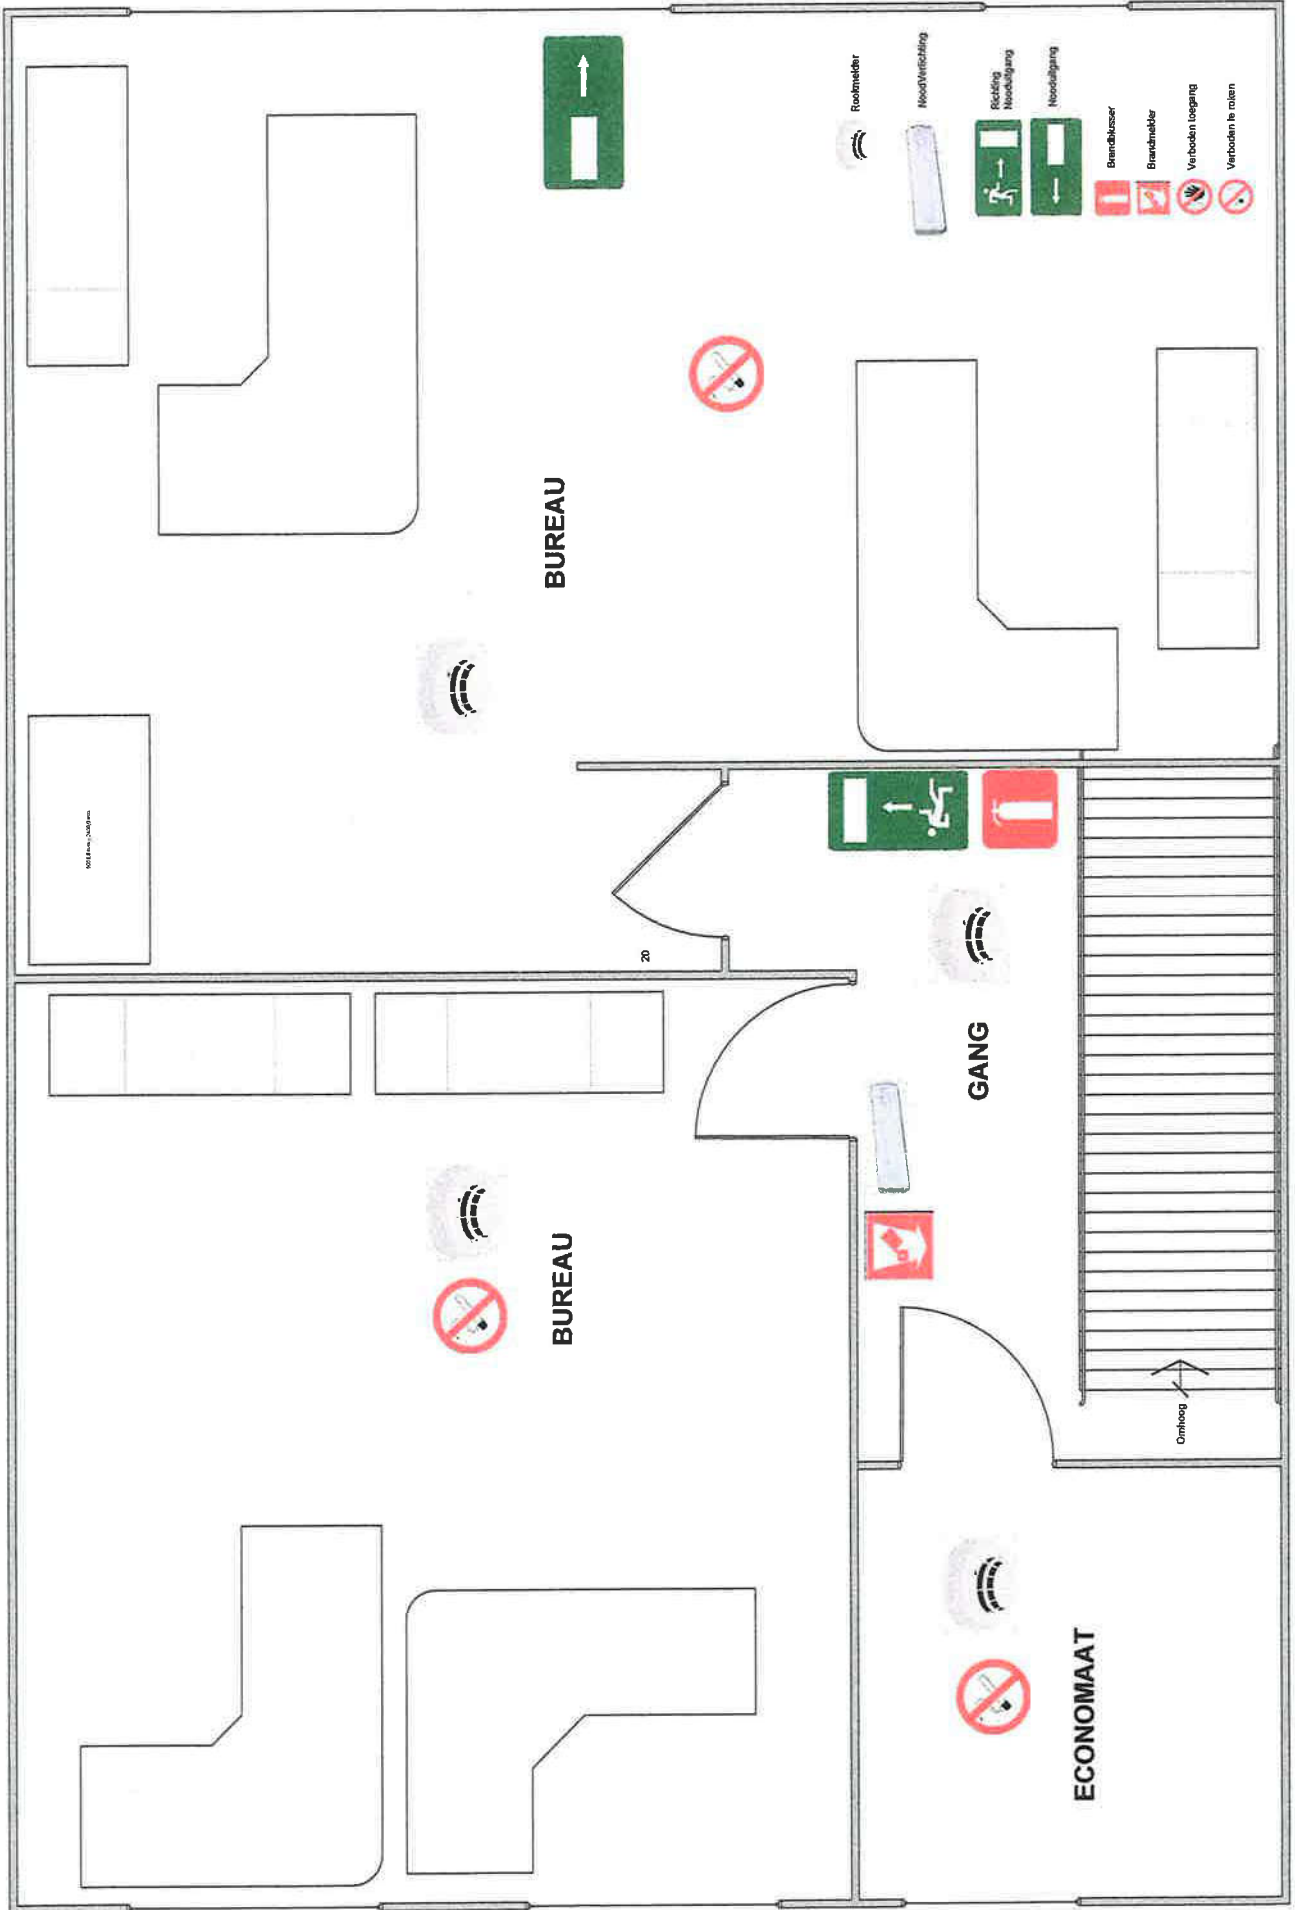 Rookmelder
NoodVerlichting
Richting
Nooduitgang
Nooduitgang
Brandblusser
Brandmelder
Verboden toegang
Verboden te roken
BUREAU
20
GANG
BUREAU
Omhoog
ECONOMAAT